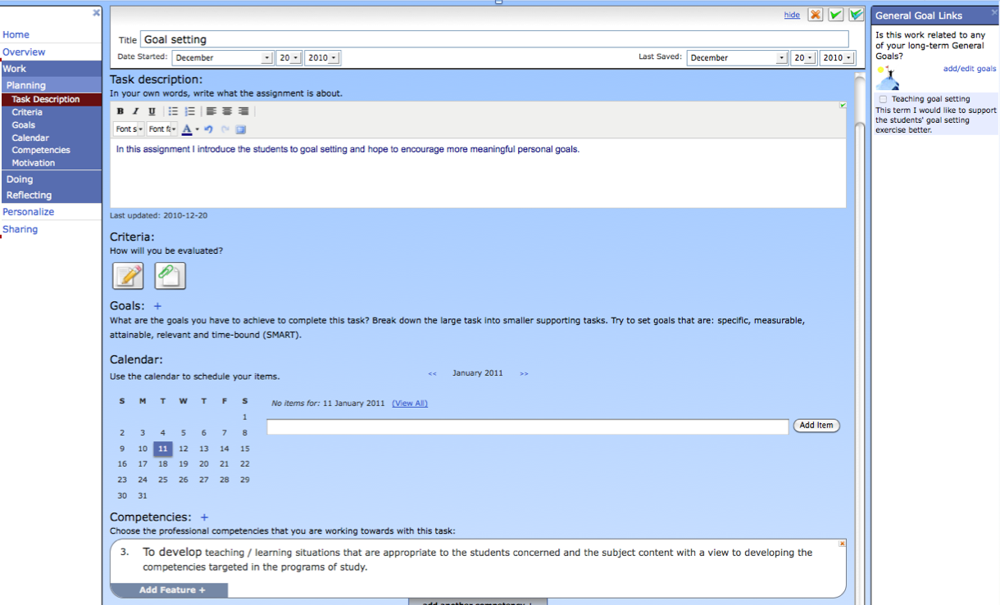 Home
Overview
Work
Planning
Task Description
Criteria
Goals
Calendar
Competencies
Motivation
Doing
Reflecting
Personalize
Sharing
hide
Title Goal setting
Date Started: December 20 2010 Last Saved: December 20 2010
Task description:
In your own words, write what the assignment is about.
B I U
Font s Font fa A
In this assignment I introduce the students to goal setting and hope to encourage more meaningful personal goals.
Last updated: 2010-12-20
Criteria:
How will you be evaluated?
Goals: +
What are the goals you have to achieve to complete this task? Break down the large task into smaller supporting tasks. Try to set goals that are: specific, measurable,
attainable, relevant and time-bound (SMART).
Calendar:
Use the calendar to schedule your items.
<< January 2011 >>
S M T W T F S
1
2 3 4 5 6 7 8
9 10 11 12 13 14 15
16 17 18 19 20 21 22
23 24 25 26 27 28 29
30 31
No items for: 11 January 2011 (View All)
Add Item
Competencies: +
Choose the professional competencies that you are working towards with this task:
3. To develop teaching / learning situations that are appropriate to the students concerned and the subject content with a view to developing the
competencies targeted in the programs of study.
Add Feature +
add another competency +
General Goal Links
Is this work related to any
of your long-term General
Goals?
add/edit goals
Teaching goal setting
This term I would like to support
the students' goal setting
exercise better.